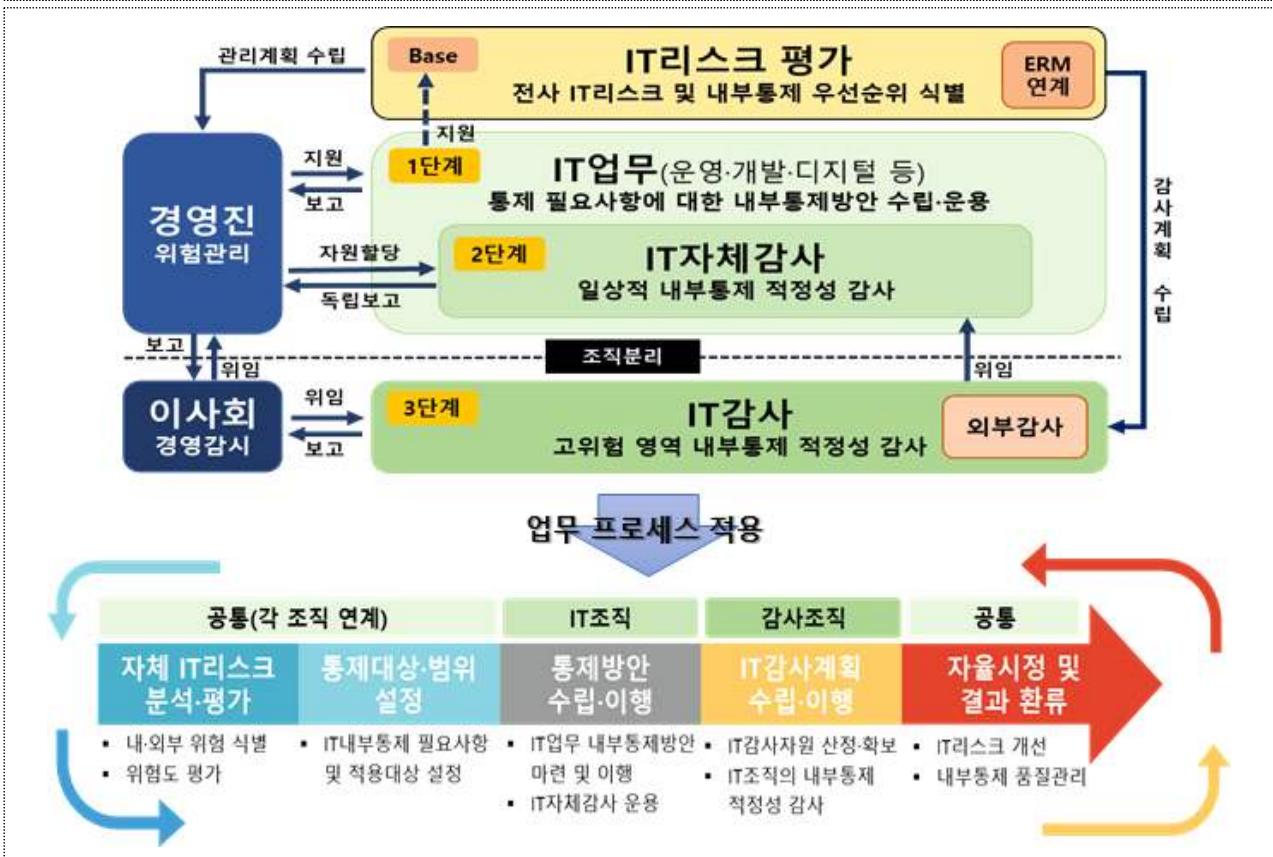 관리계획 수립
Base
IT리스크 평가
전사 IT리스크 및 내부통제 우선순위 식별
ERM
연계
지원
경영진
위험관리
지원
보고
1단계
IT업무(운영·개발·디지털 등)
통제 필요사항에 대한 내부통제방안 수립·운용
자원할당
독립보고
2단계
IT자체감사
일상적 내부통제 적정성 감사
감사계획 수립
보고
위임
조직분리
위임
이사회
경영감시
위임
보고
3단계
IT감사
고위험 영역 내부통제 적정성 감사
외부감사
업무 프로세스 적용
공통(각 조직 연계)
IT조직
감사조직
공통
자체 IT리스크
분석·평가
통제대상·범위
설정
통제방안
수립·이행
IT감사계획
수립·이행
자율시정 및
결과 환류
▪ 내·외부 위험 식별
▪ 위험도 평가
▪ IT내부통제 필요사항
및 적용대상 설정
▪ IT업무 내부통제방안
마련 및 이행
▪ IT자체감사 운용
▪ IT감사자원 산정·확보
▪ IT조직의 내부통제
적정성 감사
▪ IT리스크 개선
▪ 내부통제 품질관리